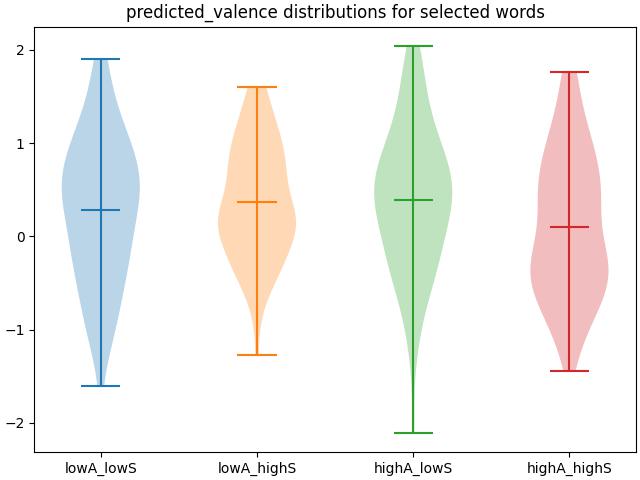 predicted_valence distributions for selected words
2
1
0
−1
−2
lowA_lowS lowA_highS highA_lowS highA_highS